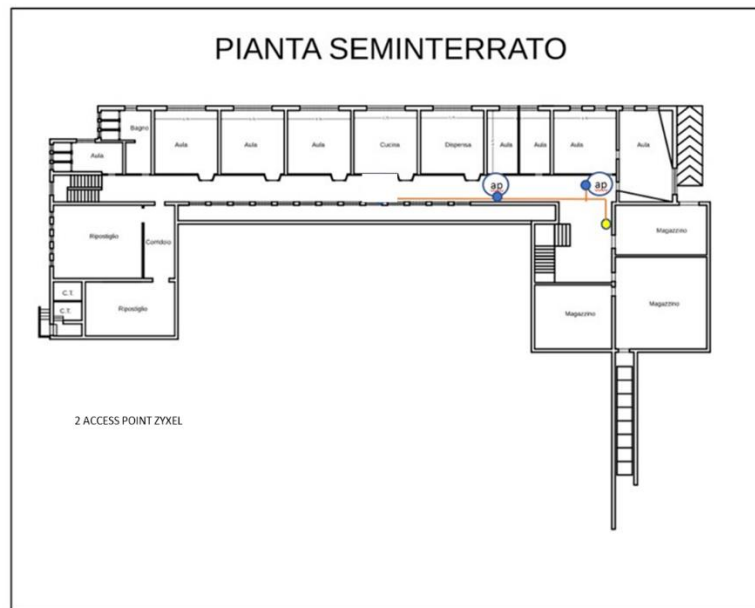 PIANTA SEMINTERRATO
Bagno
Aula
Aula
Aula
Aula
Cucina
Dispensa
Aula
Aula
Aula
Aula
ap
ap
Ripostiglio
Corridoio
Magazzino
C.T.
C.T.
Ripostiglio
Magazzino
Magazzino
2 ACCESS POINT ZYXEL